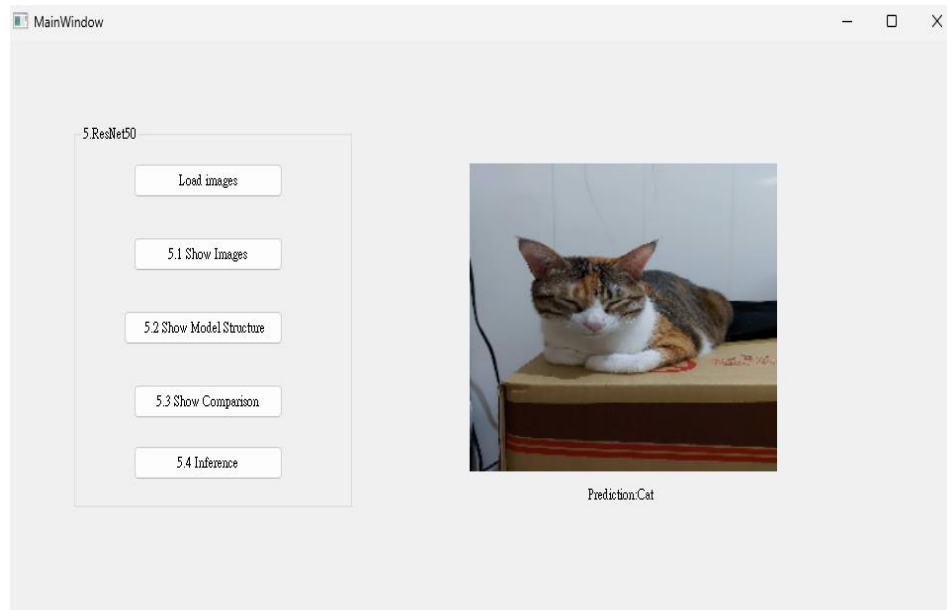 MainWindow
5.ResNet50
Load images
5.1 Show Images
5.2 Show Model Structure
5.3 Show Comparison
5.4 Inference
Prediction:Cat